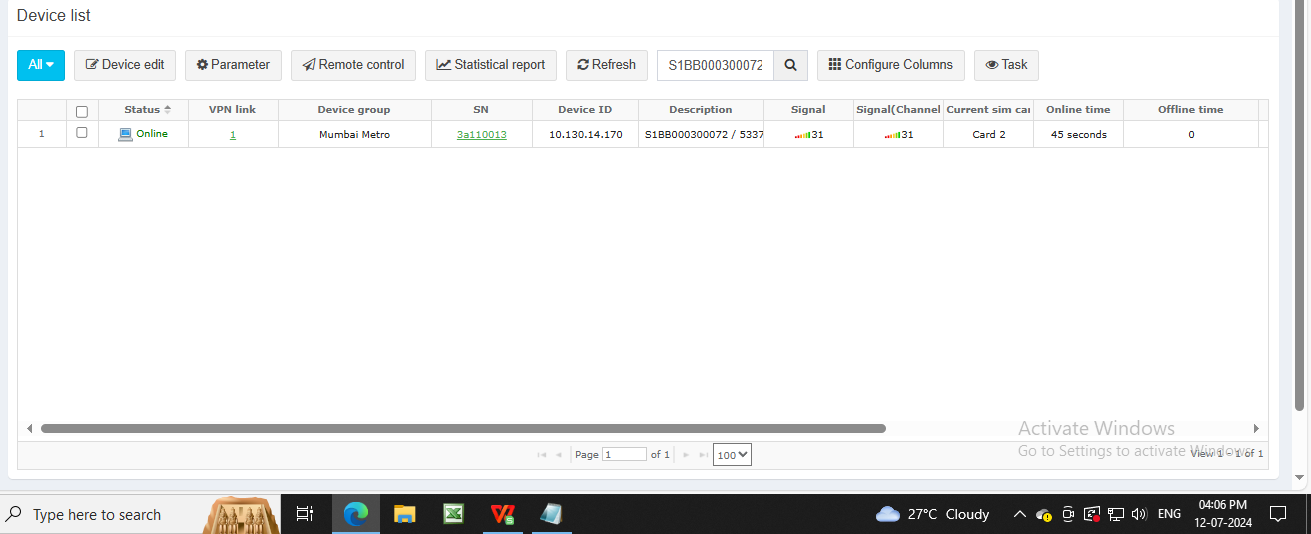 Device list
All Device edit Parameter Remote control Statistical report Refresh S1BB000300072 Configure Columns Task
Status VPN link Device group SN Device ID Description Signal Signal(Channel Current sim car Online time Offline time
1 Online 1 Mumbai Metro 3a110013 10.130.14.170 S1BB000300072 / 5337 31 31 Card 2 45 seconds 0
Activate Windows
Go to Settings to activate Windows.
Page 1 of 1 100 View 1 - 1 of 1
Type here to search 27°C Cloudy ENG 04:06 PM
12-07-2024